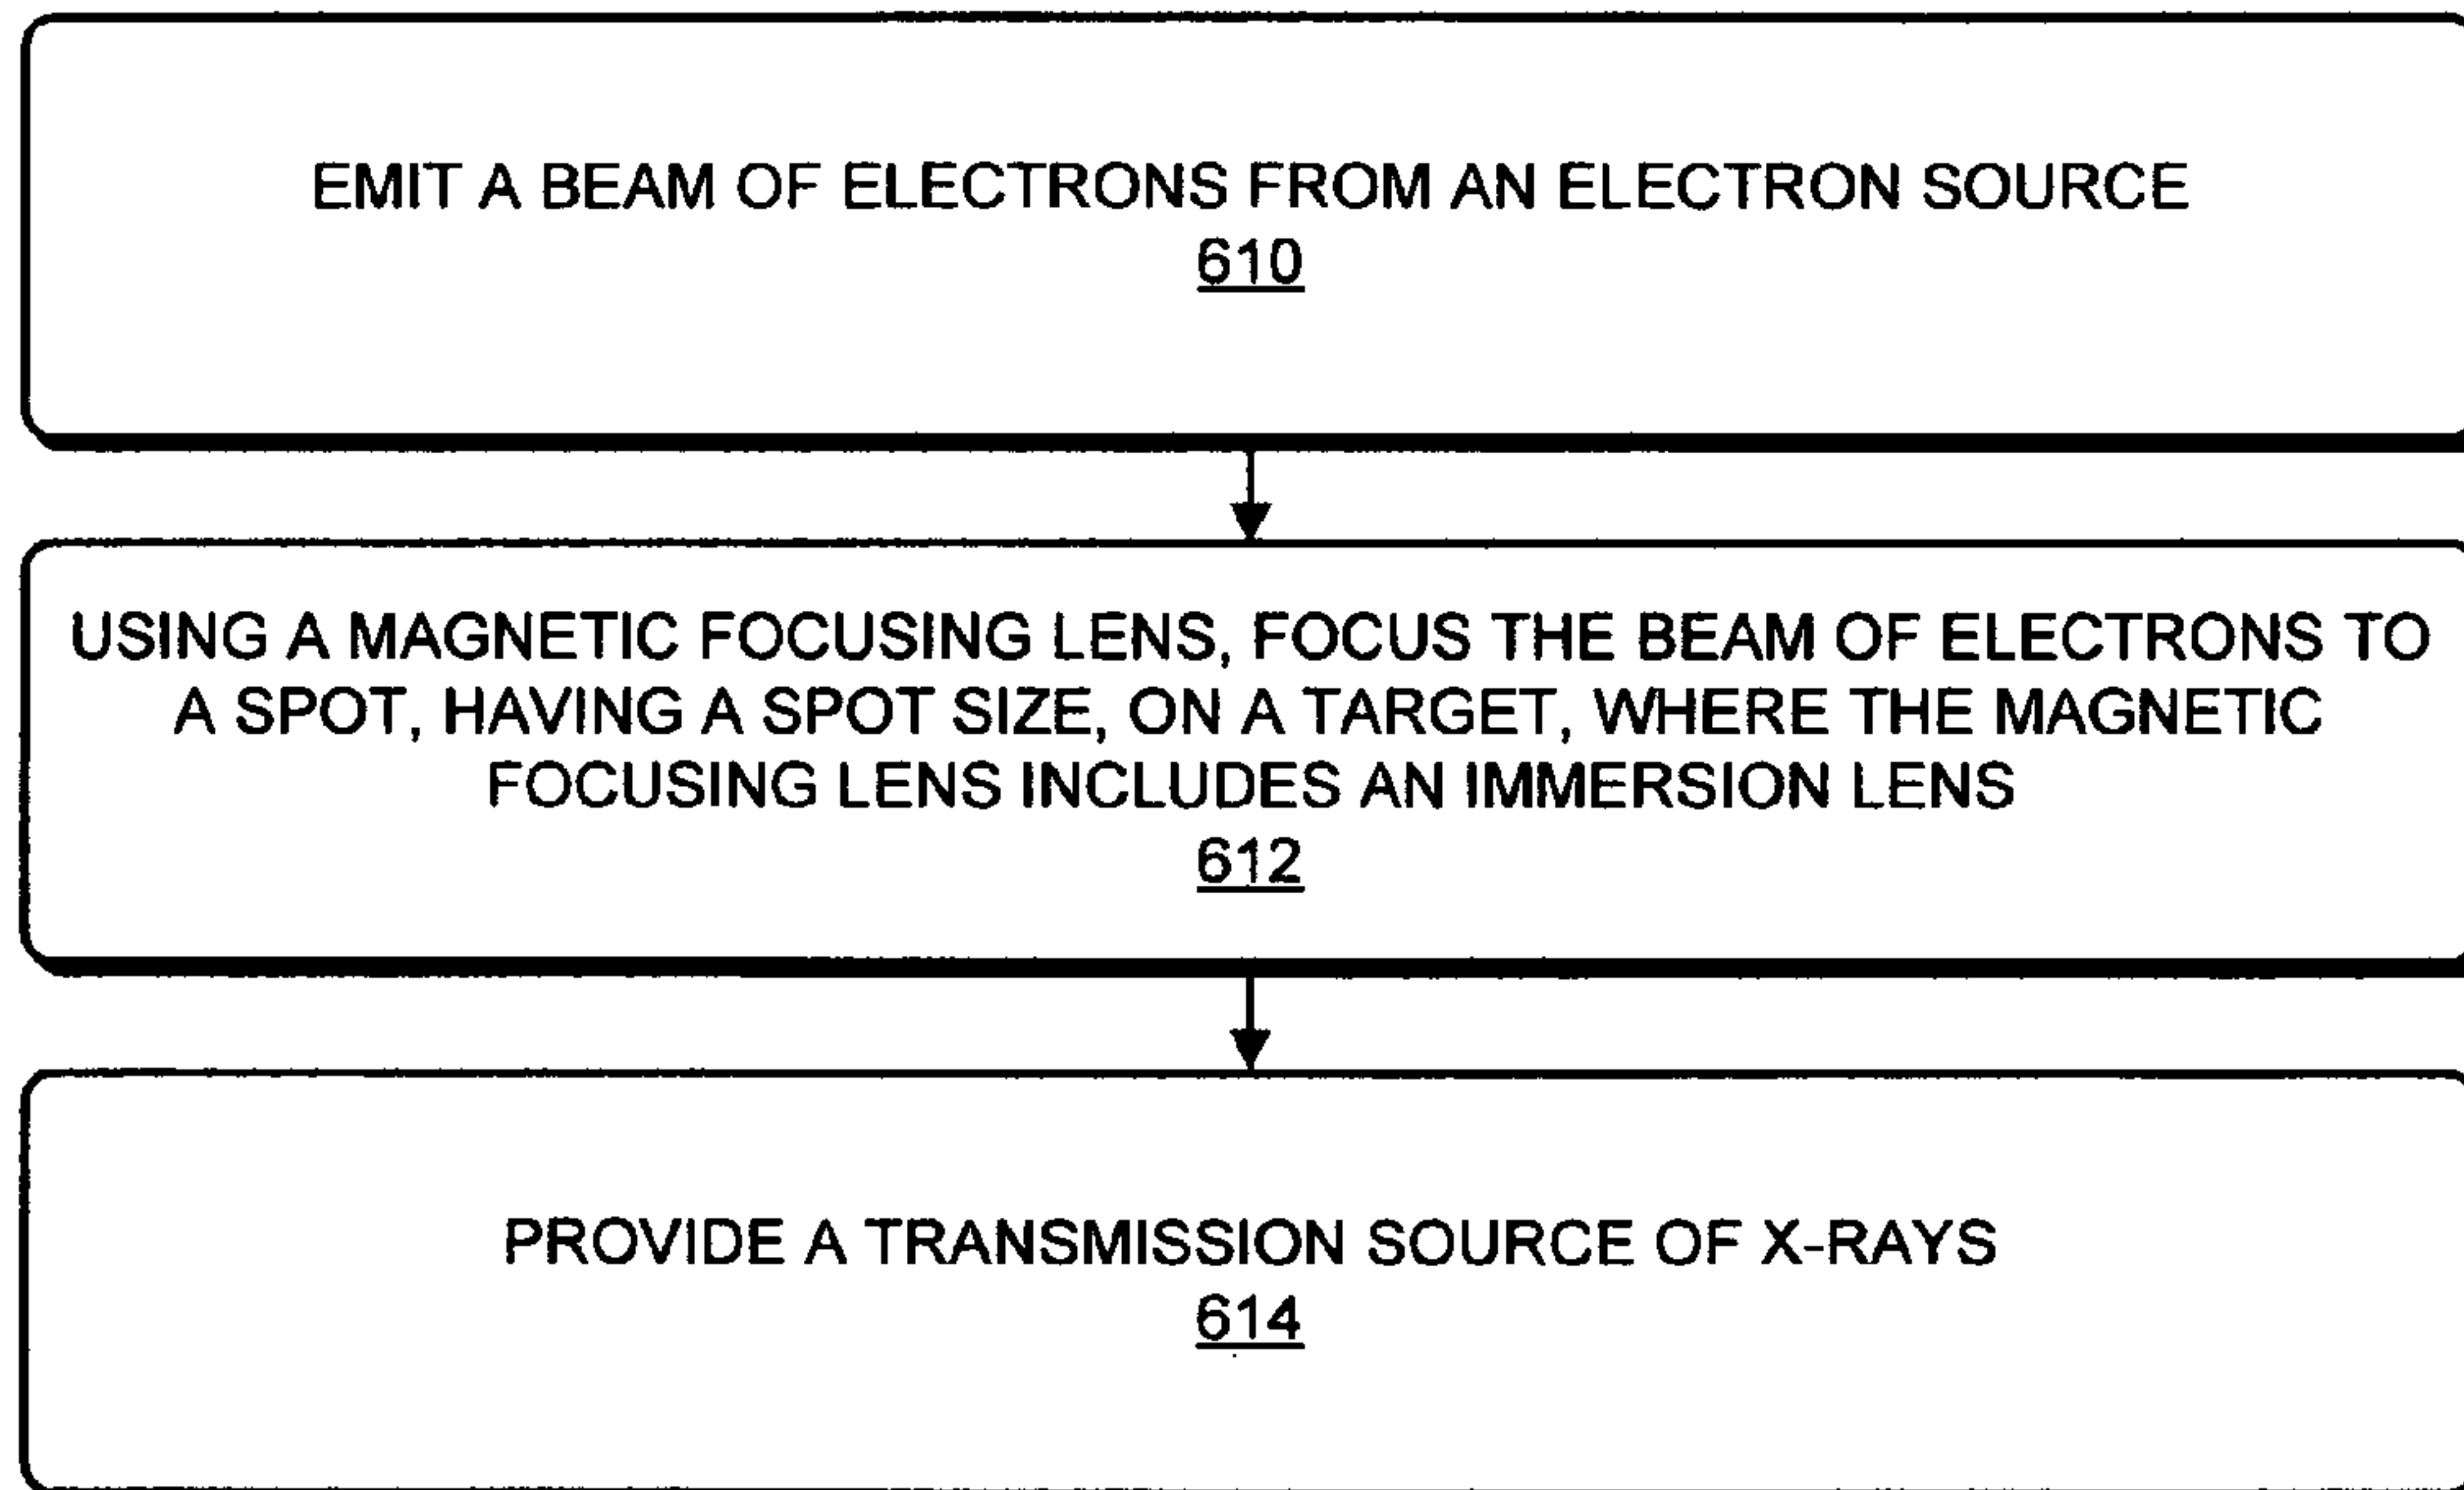 EMIT A BEAM OF ELECTRONS FROM AN ELECTRON SOURCE
610
USING A MAGNETIC FOCUSING LENS, FOCUS THE BEAM OF ELECTRONS TO
A SPOT, HAVING A SPOT SIZE, ON A TARGET, WHERE THE MAGNETIC
FOCUSING LENS INCLUDES AN IMMERSION LENS
612
PROVIDE A TRANSMISSION SOURCE OF X-RAYS
614